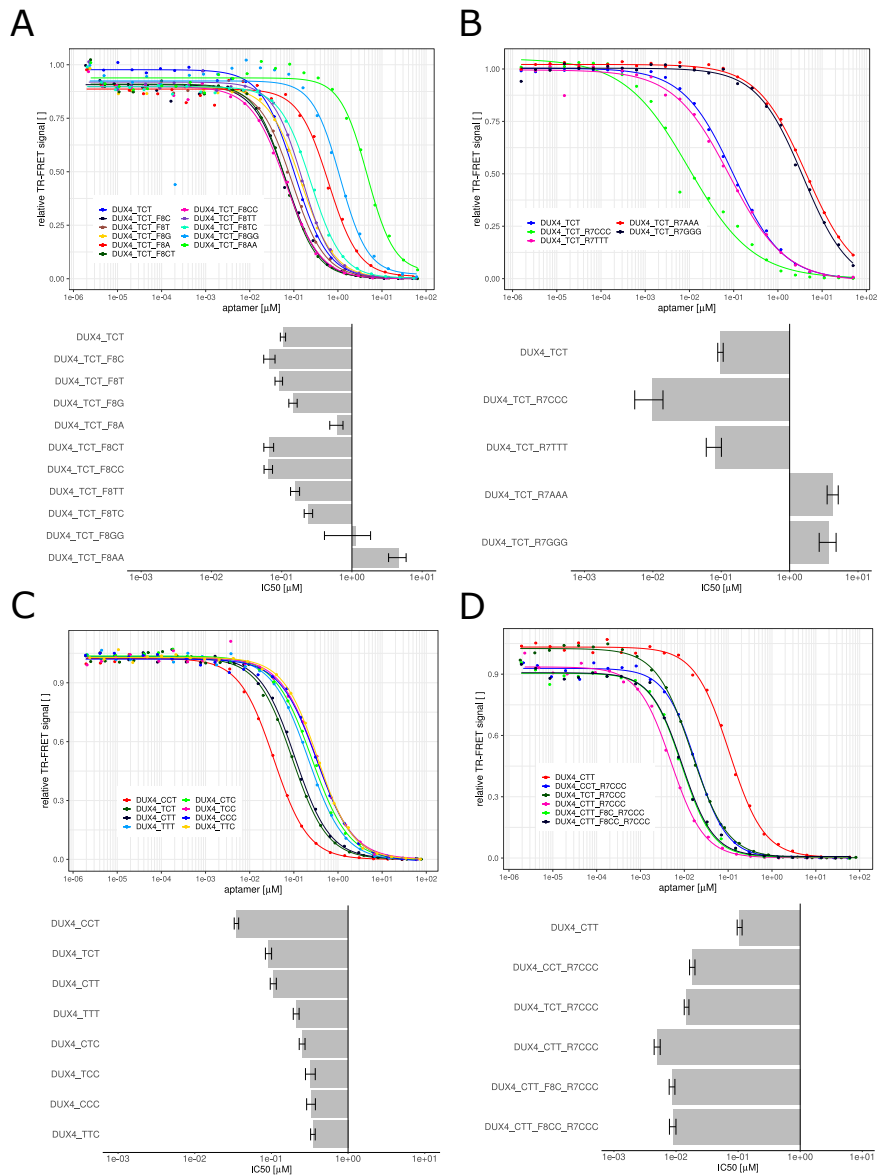 A
relative TR-FRET signal [ ]
1.00
0.75
0.50
0.25
0.00
DUX4_TCT
DUX4_TCT_F8C
DUX4_TCT_F8T
DUX4_TCT_F8G
DUX4_TCT_F8A
DUX4_TCT_F8CT
DUX4_TCT_F8CC
DUX4_TCT_F8TT
DUX4_TCT_F8TC
DUX4_TCT_F8GG
DUX4_TCT_F8AA
1e-06 1e-05 1e-04 1e-03 1e-02 1e-01 1e+00 1e+01 1e+02
aptamer [μM]
DUX4_TCT
DUX4_TCT_F8C
DUX4_TCT_F8T
DUX4_TCT_F8G
DUX4_TCT_F8A
DUX4_TCT_F8CT
DUX4_TCT_F8CC
DUX4_TCT_F8TT
DUX4_TCT_F8TC
DUX4_TCT_F8GG
DUX4_TCT_F8AA
1e-03 1e-02 1e-01 1e+00 1e+01
IC50 [μM]
B
relative TR-FRET signal [ ]
1.00
0.75
0.50
0.25
0.00
DUX4_TCT
DUX4_TCT_R7CCC
DUX4_TCT_R7TTT
DUX4_TCT_R7AAA
DUX4_TCT_R7GGG
1e-06 1e-05 1e-04 1e-03 1e-02 1e-01 1e+00 1e+01 1e+02
aptamer [μM]
DUX4_TCT
DUX4_TCT_R7CCC
DUX4_TCT_R7TTT
DUX4_TCT_R7AAA
DUX4_TCT_R7GGG
1e-03 1e-02 1e-01 1e+00 1e+01
IC50 [μM]
C
relative TR-FRET signal [ ]
0.9
0.6
0.3
0.0
DUX4_CCT
DUX4_TCT
DUX4_CTT
DUX4_TTT
DUX4_CTC
DUX4_TCC
DUX4_CCC
DUX4_TTC
1e-06 1e-05 1e-04 1e-03 1e-02 1e-01 1e+00 1e+01 1e+02
aptamer [μM]
DUX4_CCT
DUX4_TCT
DUX4_CTT
DUX4_TTT
DUX4_CTC
DUX4_TCC
DUX4_CCC
DUX4_TTC
1e-03 1e-02 1e-01 1e+00 1e+01
IC50 [μM]
D
relative TR-FRET signal [ ]
0.9
0.6
0.3
0.0
DUX4_CTT
DUX4_CCT_R7CCC
DUX4_TCT_R7CCC
DUX4_CTT_R7CCC
DUX4_CTT_F8C_R7CCC
DUX4_CTT_F8CC_R7CCC
1e-06 1e-05 1e-04 1e-03 1e-02 1e-01 1e+00 1e+01 1e+02
aptamer [μM]
DUX4_CTT
DUX4_CCT_R7CCC
DUX4_TCT_R7CCC
DUX4_CTT_R7CCC
DUX4_CTT_F8C_R7CCC
DUX4_CTT_F8CC_R7CCC
1e-03 1e-02 1e-01 1e+00 1e+01
IC50 [μM]